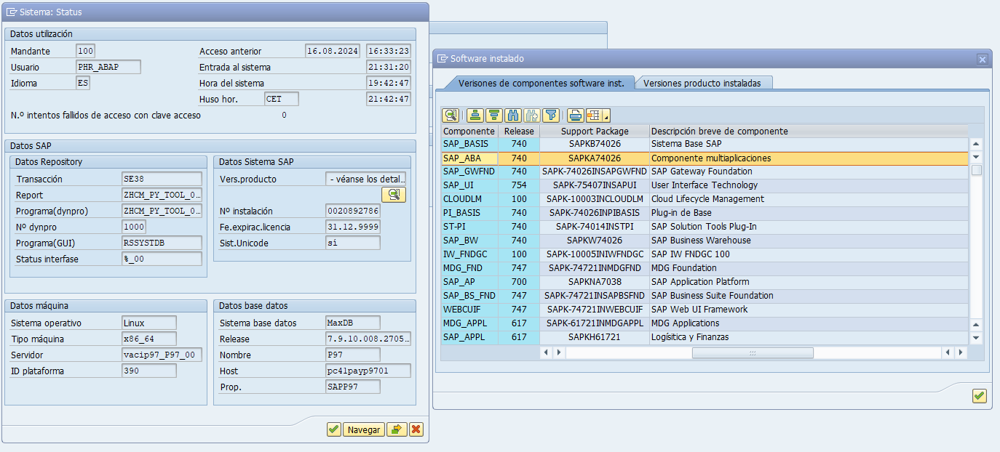 Sistema: Status
Datos utilización
Mandante 100 Acceso anterior 16.08.2024 16:33:23
Usuario PHR_ABAP Entrada al sistema 21:31:20
Idioma ES Hora del sistema 19:42:47
Huso hor. CET 21:42:47
N.º intentos fallidos de acceso con clave acceso 0
Datos SAP
Datos Repository
Transacción SE38
Report ZHCM_PY_TOOL_0...
Programa(dynpro) ZHCM_PY_TOOL_0...
Nº dynpro 1000
Programa(GUI) RSSYSTDB
Status interfase %_00
Datos Sistema SAP
Vers.producto - véanse los detal...
Nº instalación 0020892786
Fe.expirac.licencia 31.12.9999
Sist.Unicode sí
Datos máquina
Sistema operativo Linux
Tipo máquina x86_64
Servidor vacip97_P97_00
ID plataforma 390
Datos base datos
Sistema base datos MaxDB
Release 7.9.10.008.2705...
Nombre P97
Host pc41payp9701
Prop. SAPP97
Navegar
Software instalado
Verisones de componentes software inst. Versiones producto instaladas
Componente Release Support Package Descripción breve de componente
SAP_BASIS 740 SAPKB74026 Sistema Base SAP
SAP_ABA 740 SAPKA74026 Componente multiaplicaciones
SAP_GWFND 740 SAPK-74026INSAPGWFND SAP Gateway Foundation
SAP_UI 754 SAPK-75407INSAPUI User Interface Technology
CLOUDLM 100 SAPK-10003INCLOUDLM Cloud Lifecycle Management
PI_BASIS 740 SAPK-74026INPIBASIS Plug-in de Base
ST-PI 740 SAPK-74014INSTPI SAP Solution Tools Plug-In
SAP_BW 740 SAPKW74026 SAP Business Warehouse
IW_FNDGC 100 SAPK-10005INIWFNDGC SAP IW FNDGC 100
MDG_FND 747 SAPK-74721INMDGFND MDG Foundation
SAP_AP 700 SAPKNA7038 SAP Application Platform
SAP_BS_FND 747 SAPK-74721INSAPBSFND SAP Business Suite Foundation
WEBCUIF 747 SAPK-74721INWEBCUIF SAP Web UI Framework
MDG_APPL 617 SAPK-61721INMDGAPPL MDG Applications
SAP_APPL 617 SAPKH61721 Logísitica y Finanzas